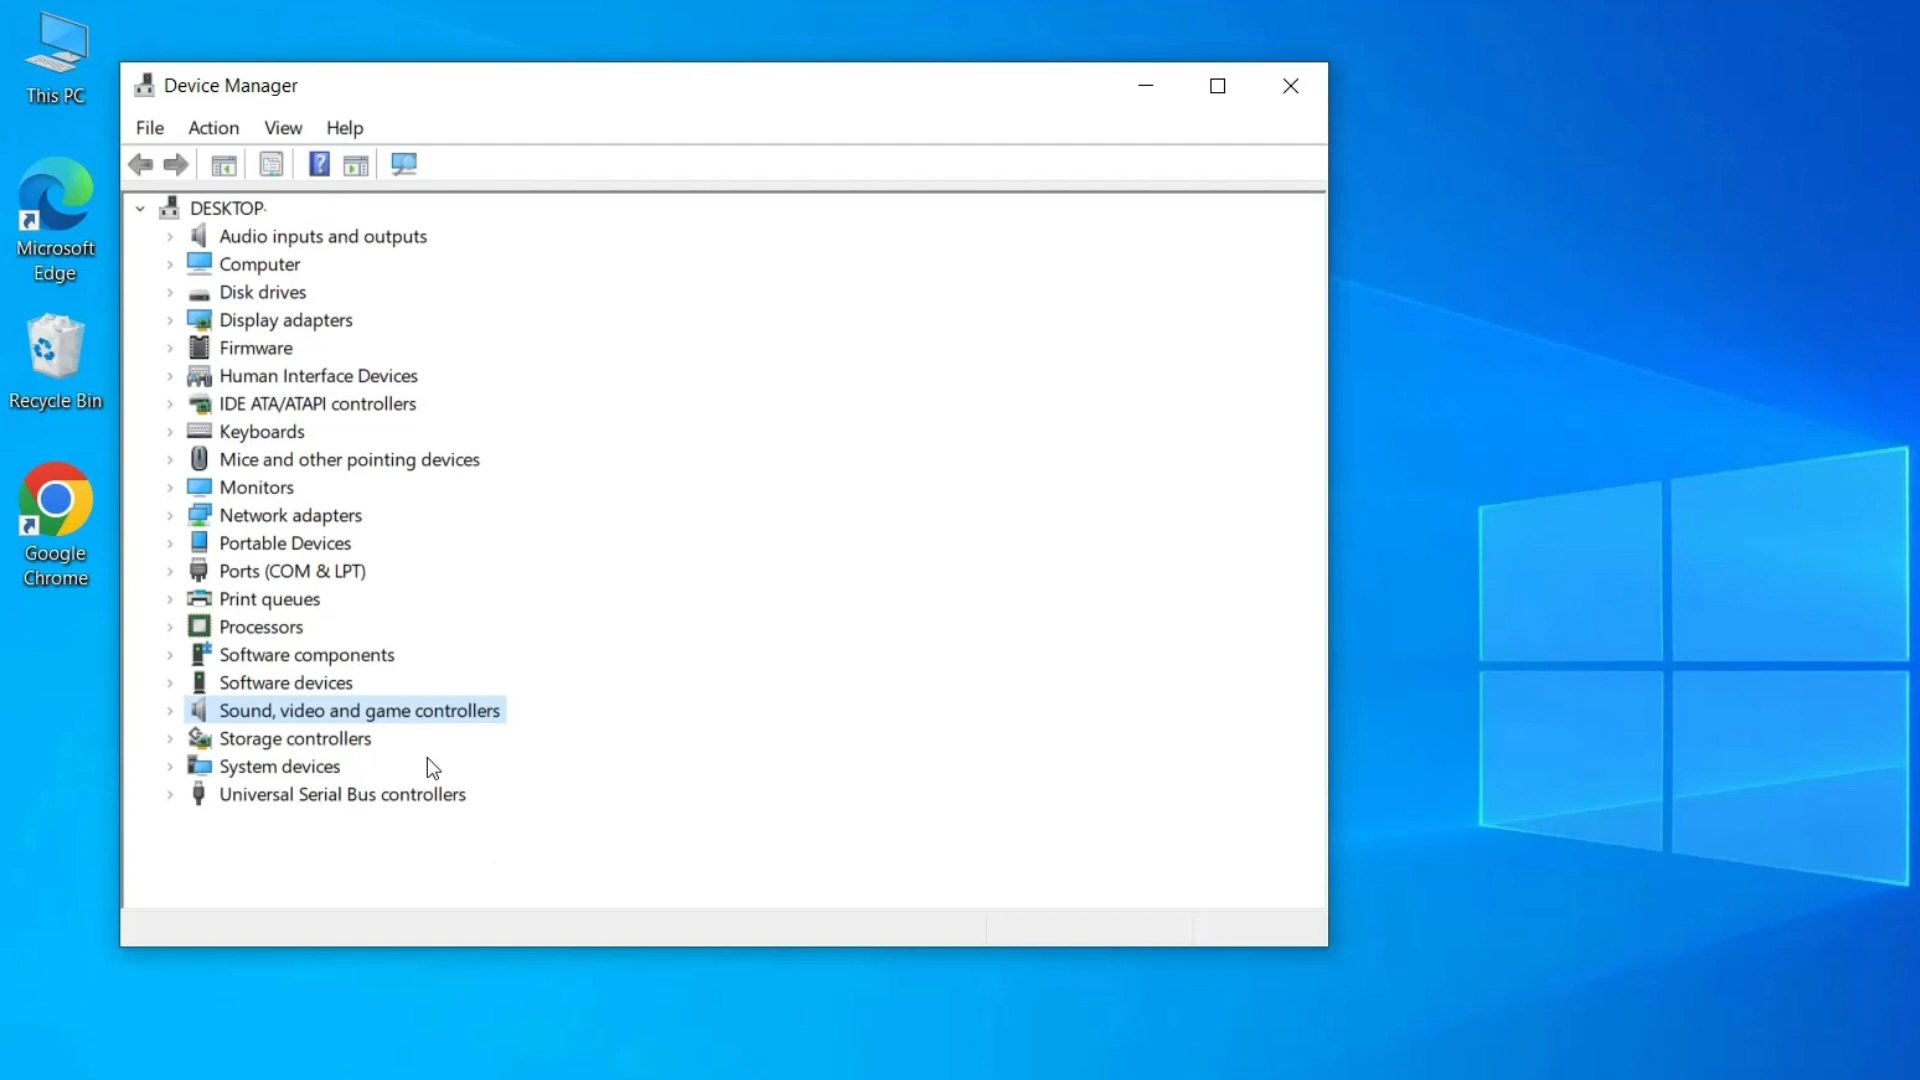 This PC
Microsoft
Edge
Recycle Bin
Google
Chrome
Device Manager
File Action View Help
?
DESKTOP-
Audio inputs and outputs
Computer
Disk drives
Display adapters
Firmware
Human Interface Devices
IDE ATA/ATAPI controllers
Keyboards
Mice and other pointing devices
Monitors
Network adapters
Portable Devices
Ports (COM & LPT)
Print queues
Processors
Software components
Software devices
Sound, video and game controllers
Storage controllers
System devices
Universal Serial Bus controllers